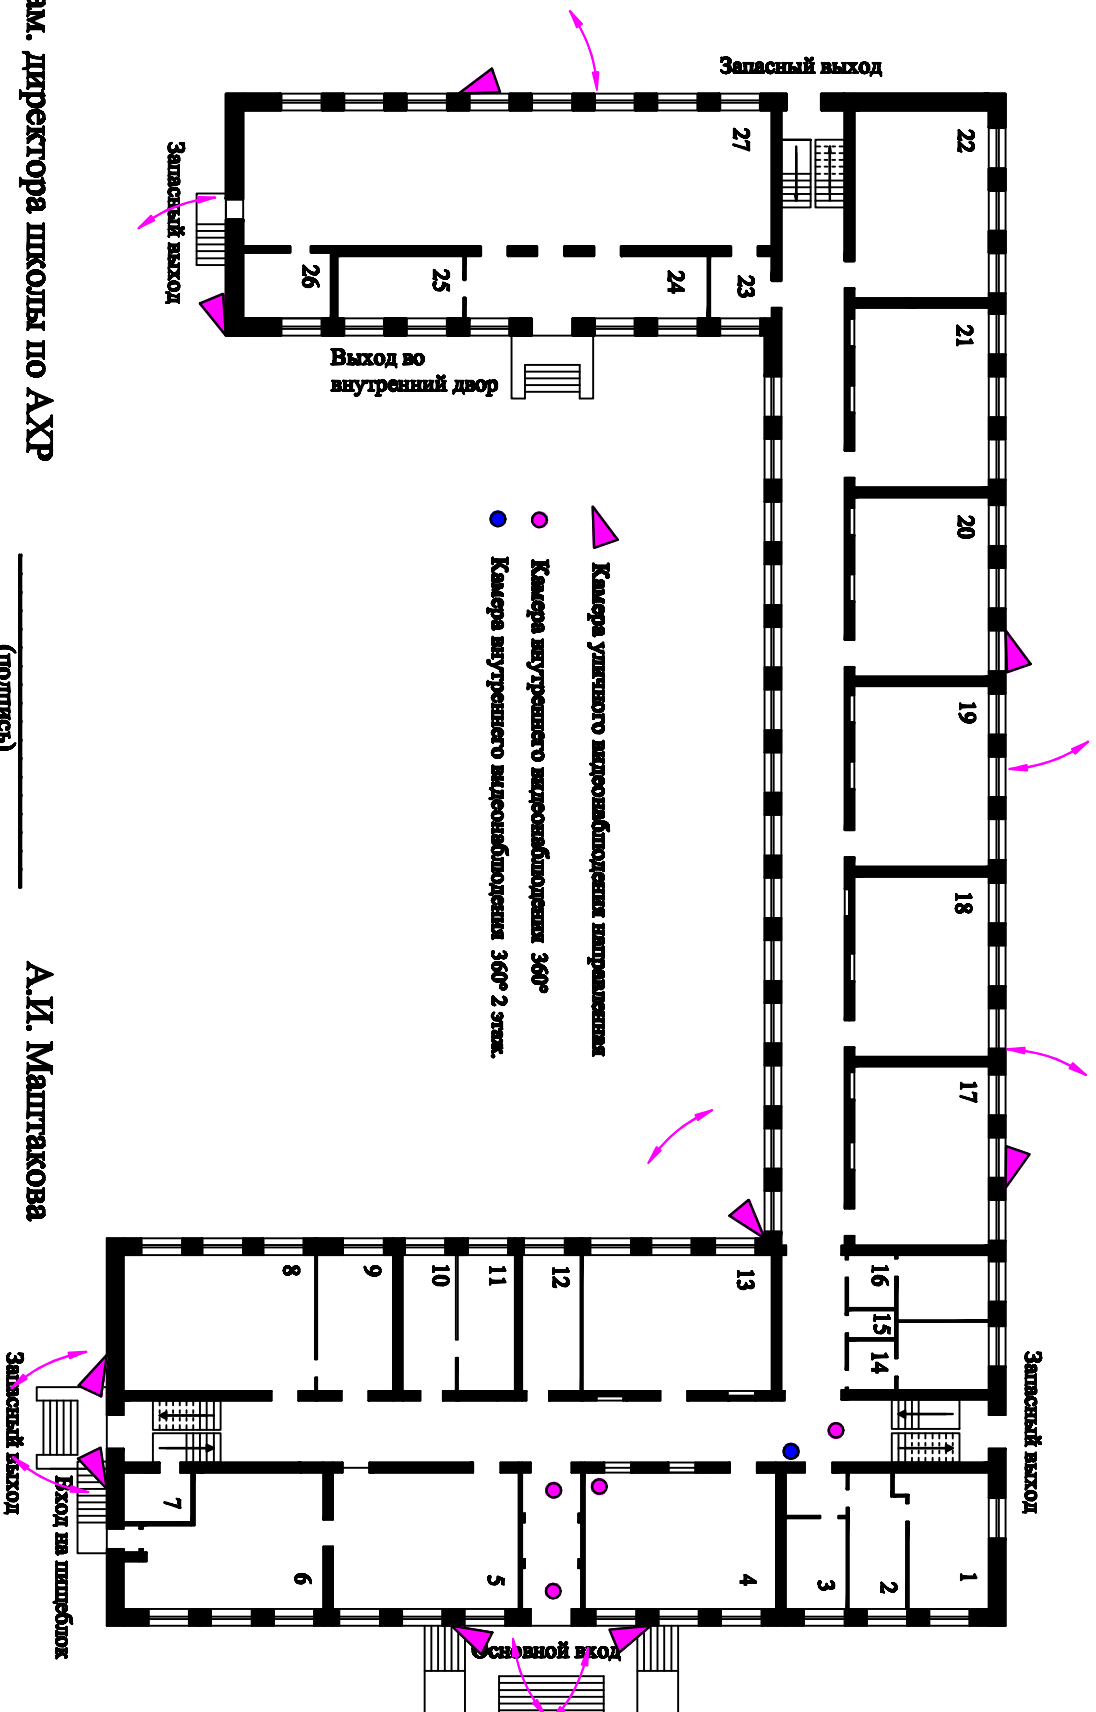 Запасный выход
22
27
21
23
24
25
26
Запасный выход
Выход во
внутренний двор
20
19
18
17
Камера уличного видеонаблюдения направленная
Камера внутреннего видеонаблюдения 360°
Камера внутреннего видеонаблюдения 360° 2 этаж.
16
15
14
13
12
11
10
9
8
Запасный выход
1
2
3
4
5
6
7
Основной вход
Вход на пищеблок
Запасный выход
директора школы по АХР
А.И. Маштакова
(подпись)